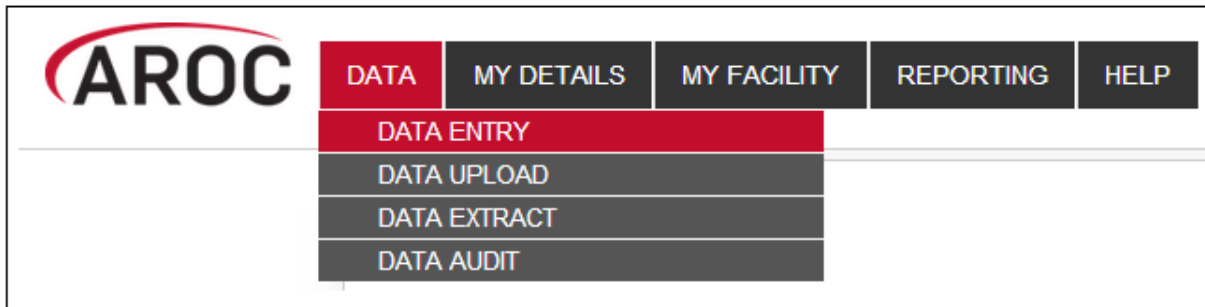 AROC DATA MY DETAILS MY FACILITY REPORTING HELP
DATA ENTRY
DATA UPLOAD
DATA EXTRACT
DATA AUDIT